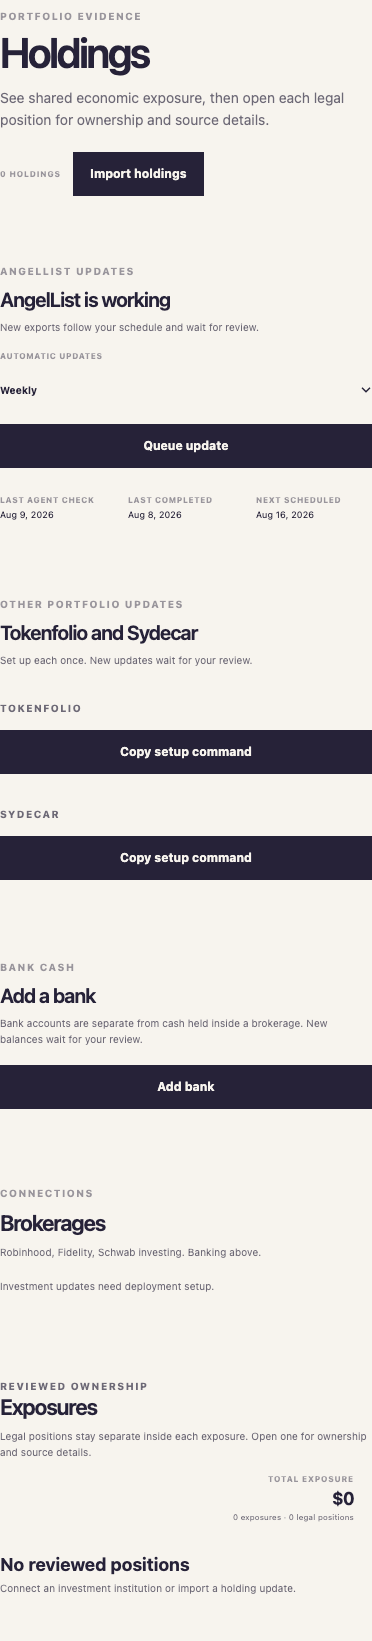 PORTFOLIO EVIDENCE
Holdings
See shared economic exposure, then open each legal
position for ownership and source details.
0 HOLDINGS
Import holdings
ANGELLIST UPDATES
AngelList is working
New exports follow your schedule and wait for review.
AUTOMATIC UPDATES
Weekly
Queue update
LAST AGENT CHECK LAST COMPLETED NEXT SCHEDULED
Aug 9, 2026 Aug 8, 2026 Aug 16, 2026
OTHER PORTFOLIO UPDATES
Tokenfolio and Sydecar
Set up each once. New updates wait for your review.
TOKENFOLIO
Copy setup command
SYDECAR
Copy setup command
BANK CASH
Add a bank
Bank accounts are separate from cash held inside a brokerage. New
balances wait for your review.
Add bank
CONNECTIONS
Brokerages
Robinhood, Fidelity, Schwab investing. Banking above.
Investment updates need deployment setup.
REVIEWED OWNERSHIP
Exposures
Legal positions stay separate inside each exposure. Open one for ownership
and source details.
TOTAL EXPOSURE
$0
0 exposures · 0 legal positions
No reviewed positions
Connect an investment institution or import a holding update.